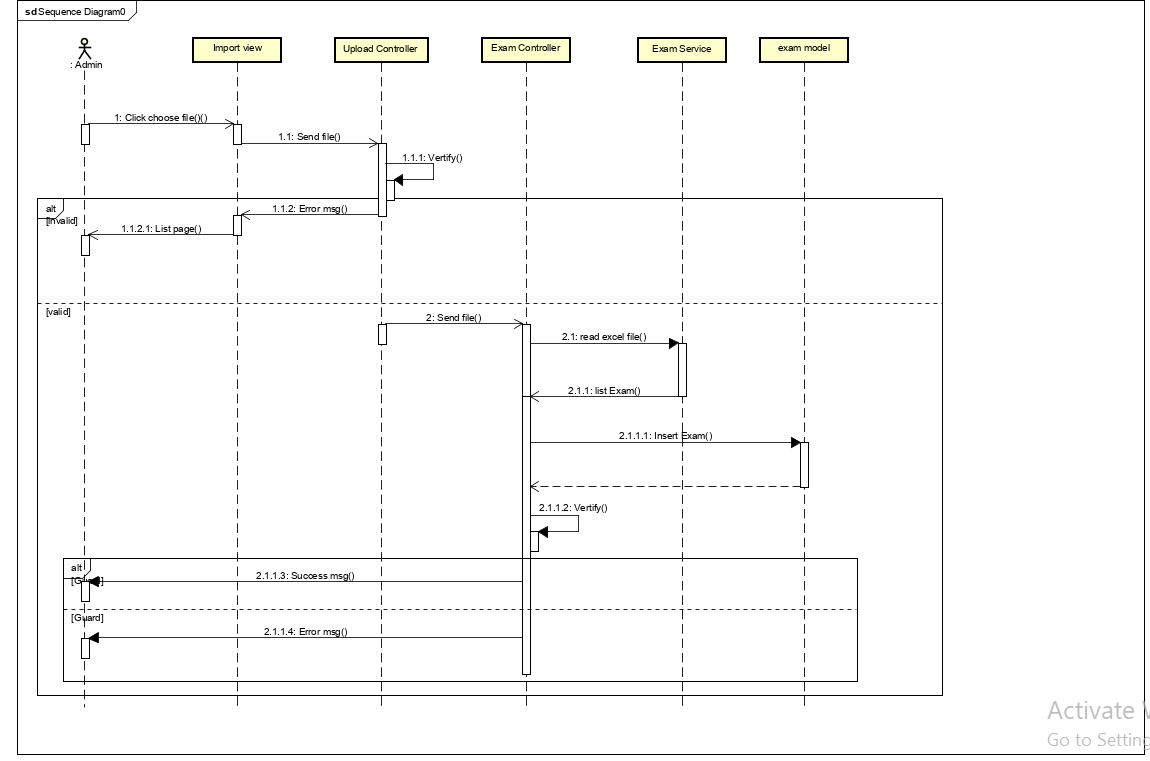 sd Sequence Diagram0
: Admin
Import view
Upload Controller
Exam Controller
Exam Service
exam model
1: Click choose file()()
1.1: Send file()
1.1.1: Vertify()
alt
[Invalid]
1.1.2: Error msg()
1.1.2.1: List page()
[valid]
2: Send file()
2.1: read excel file()
2.1.1: list Exam()
2.1.1.1: Insert Exam()
2.1.1.2: Vertify()
alt
2.1.1.3: Success msg()
[Guard]
2.1.1.4: Error msg()
Activate
Go to Setting